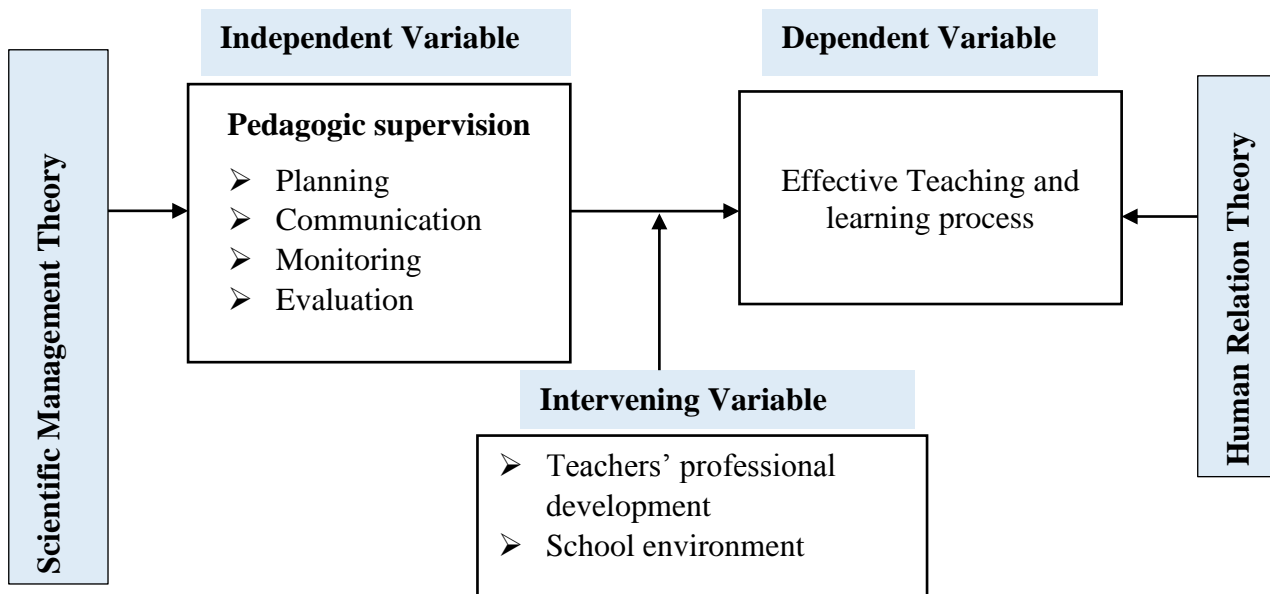 Scientific Management Theory
Independent Variable
Pedagogic supervision
➢ Planning
➢ Communication
➢ Monitoring
➢ Evaluation
Dependent Variable
Effective Teaching and
learning process
Human Relation Theory
Intervening Variable
➢ Teachers’ professional
development
➢ School environment